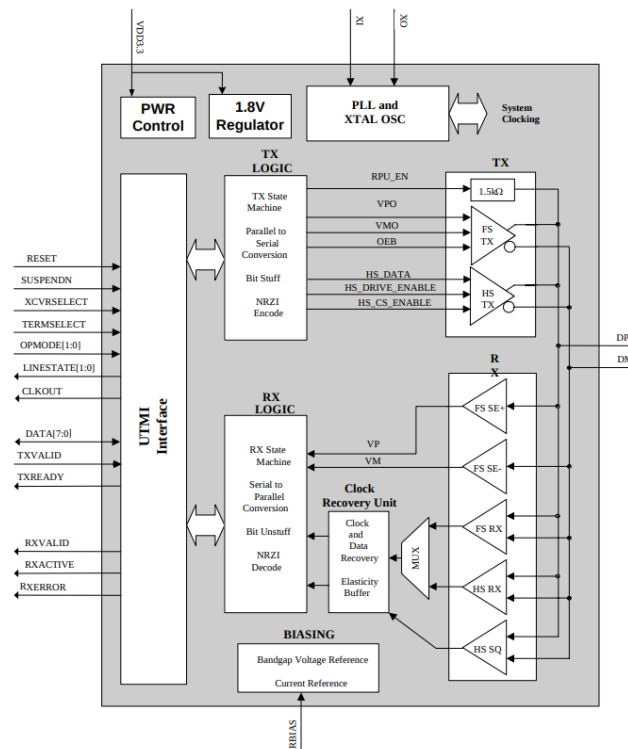 VDD3.3
XI
XO
PWR
Control
1.8V
Regulator
PLL and
XTAL OSC
System
Clocking
TX
LOGIC
TX State
Machine
Parallel to
Serial
Conversion
Bit Stuff
NRZI
Encode
RPU_EN
VPO
VMO
OEB
HS_DATA
HS_DRIVE_ENABLE
HS_CS_ENABLE
TX
1.5kΩ
FS
TX
HS
TX
UTMI
Interface
RESET
SUSPENDN
XCVRSELECT
TERMSELECT
OPMODE[1:0]
LINESTATE[1:0]
CLKOUT
DATA[7:0]
TXVALID
TXREADY
RXVALID
RXACTIVE
RXERROR
DP
DM
RX
LOGIC
RX State
Machine
Serial to
Parallel
Conversion
Bit Unstuff
NRZI
Decode
VP
VM
Clock
Recovery Unit
Clock
and
Data
Recovery
Elasticity
Buffer
MUX
R
X
FS SE+
FS SE-
FS RX
HS RX
HS SQ
BIASING
Bandgap Voltage Reference
Current Reference
RBIAS